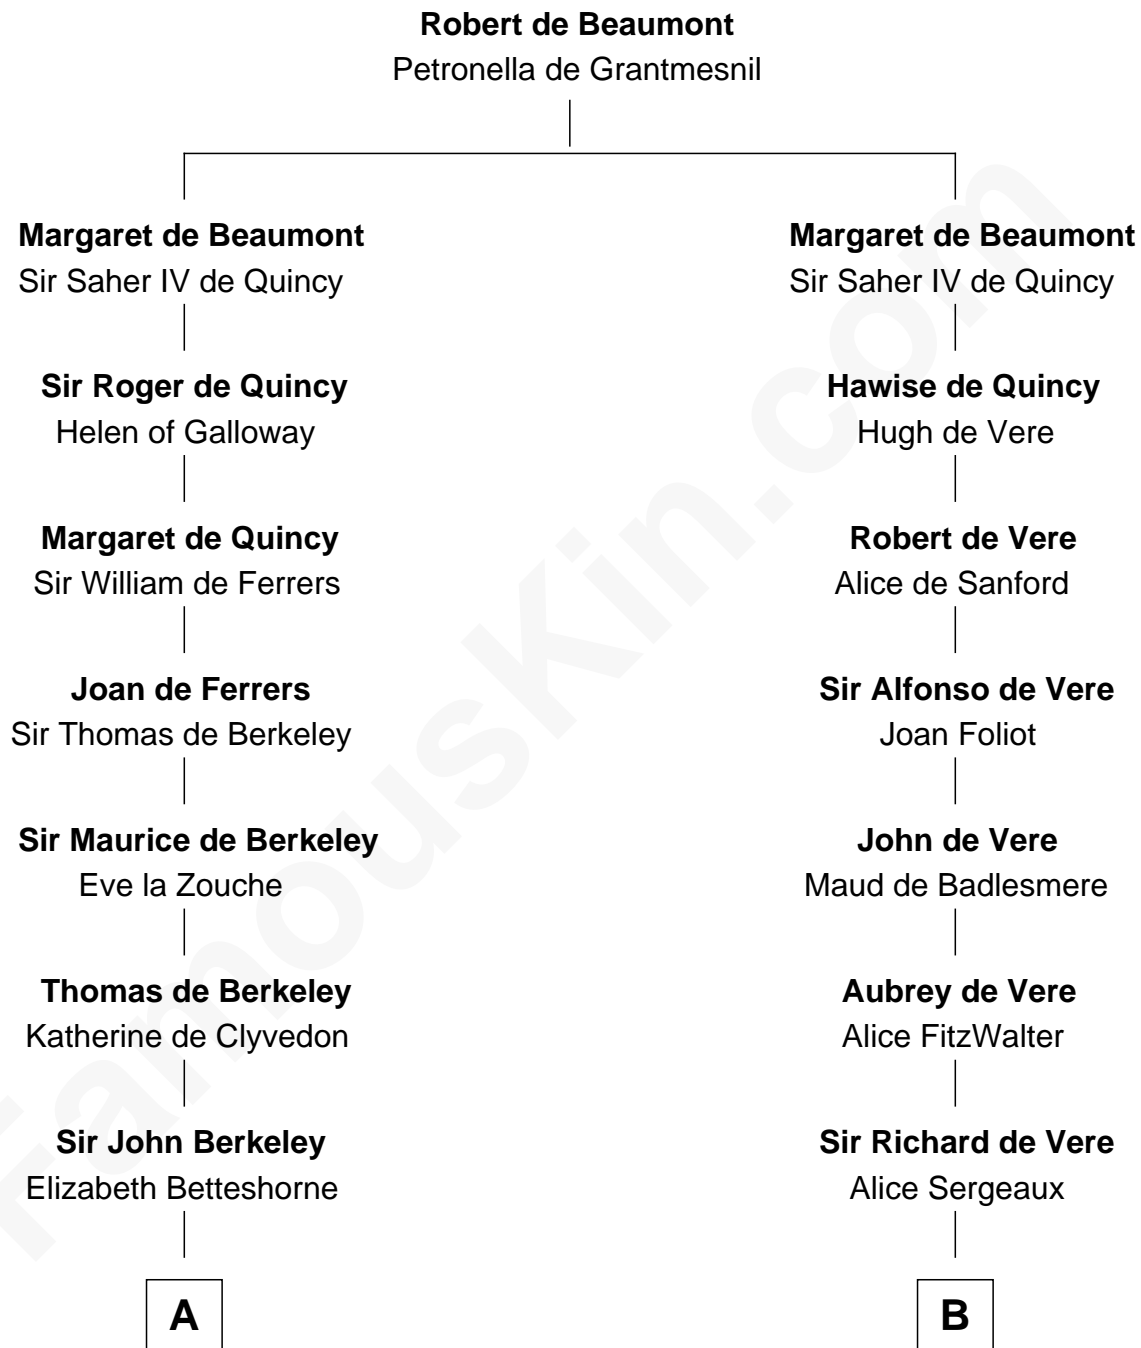 Robert de Beaumont
Petronella de Grantmesnil
Margaret de Beaumont
Sir Saher IV de Quincy
Sir Roger de Quincy
Helen of Galloway
Margaret de Quincy
Sir William de Ferrers
Joan de Ferrers
Sir Thomas de Berkeley
Sir Maurice de Berkeley
Eve la Zouche
Thomas de Berkeley
Katherine de Clyvedon
Sir John Berkeley
Elizabeth Betteshorne
A
Margaret de Beaumont
Sir Saher IV de Quincy
Hawise de Quincy
Hugh de Vere
Robert de Vere
Alice de Sanford
Sir Alfonso de Vere
Joan Foliot
John de Vere
Maud de Badlesmere
Aubrey de Vere
Alice FitzWalter
Sir Richard de Vere
Alice Sergeaux
B
FamousKin.com